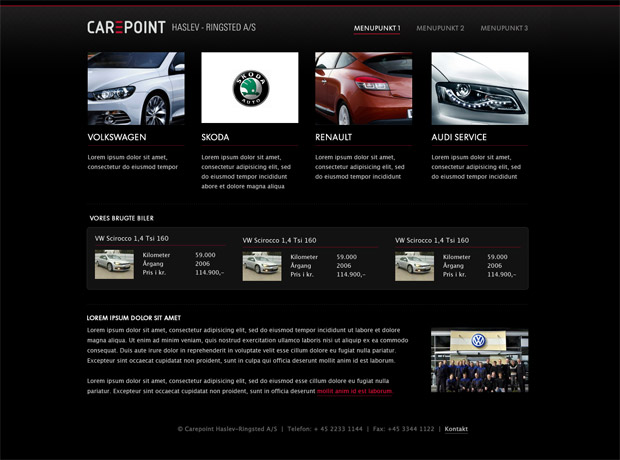 CAREPOINT HASLEV - RINGSTED A/S
MENUPUNKT 1 MENUPUNKT 2 MENUPUNKT 3
SKODA
AUTO
VOLKSWAGEN
Lorem ipsum dolor sit amet,
consectetur do eiusmod tempor
SKODA
Lorem ipsum dolor sit amet,
consectetur adipisicing elit, sed
do eiusmod tempor incididunt
abore et dolore magna aliqua
RENAULT
Lorem ipsum dolor sit amet,
consectetur adipisicing elit, sed
do eiusmod tempor incididunt
AUDI SERVICE
Lorem ipsum dolor sit amet,
consectetur adipisicing elit, sed
do eiusmod tempor incididunt
VORES BRUGTE BILER
VW Scirocco 1,4 Tsi 160
Kilometer 59.000
Årgang 2006
Pris i kr. 114.900,-
VW Scirocco 1,4 Tsi 160
Kilometer 59.000
Årgang 2006
Pris i kr. 114.900,-
VW Scirocco 1,4 Tsi 160
Kilometer 59.000
Årgang 2006
Pris i kr. 114.900,-
LOREM IPSUM DOLOR SIT AMET
Lorem ipsum dolor sit amet, consectetur adipisicing elit, sed do eiusmod tempor incididunt ut labore et dolore
magna aliqua. Ut enim ad minim veniam, quis nostrud exercitation ullamco laboris nisi ut aliquip ex ea commodo
consequat. Duis aute irure dolor in reprehenderit in voluptate velit esse cillum dolore eu fugiat nulla pariatur.
Excepteur sint occaecat cupidatat non proident, sunt in culpa qui officia deserunt mollit anim id est laborum.
Lorem ipsum dolor sit amet, consectetur adipisicing elit, sed do eiusmod esse cillum dolore eu fugiat nulla pariatur.
Excepteur sint occaecat cupidatat non proident, sunt in officia deserunt mollit anim id est laborum.
© Carepoint Haslev-Ringsted A/S | Telefon: + 45 2233 1144 | Fax: +45 3344 1122 | Kontakt